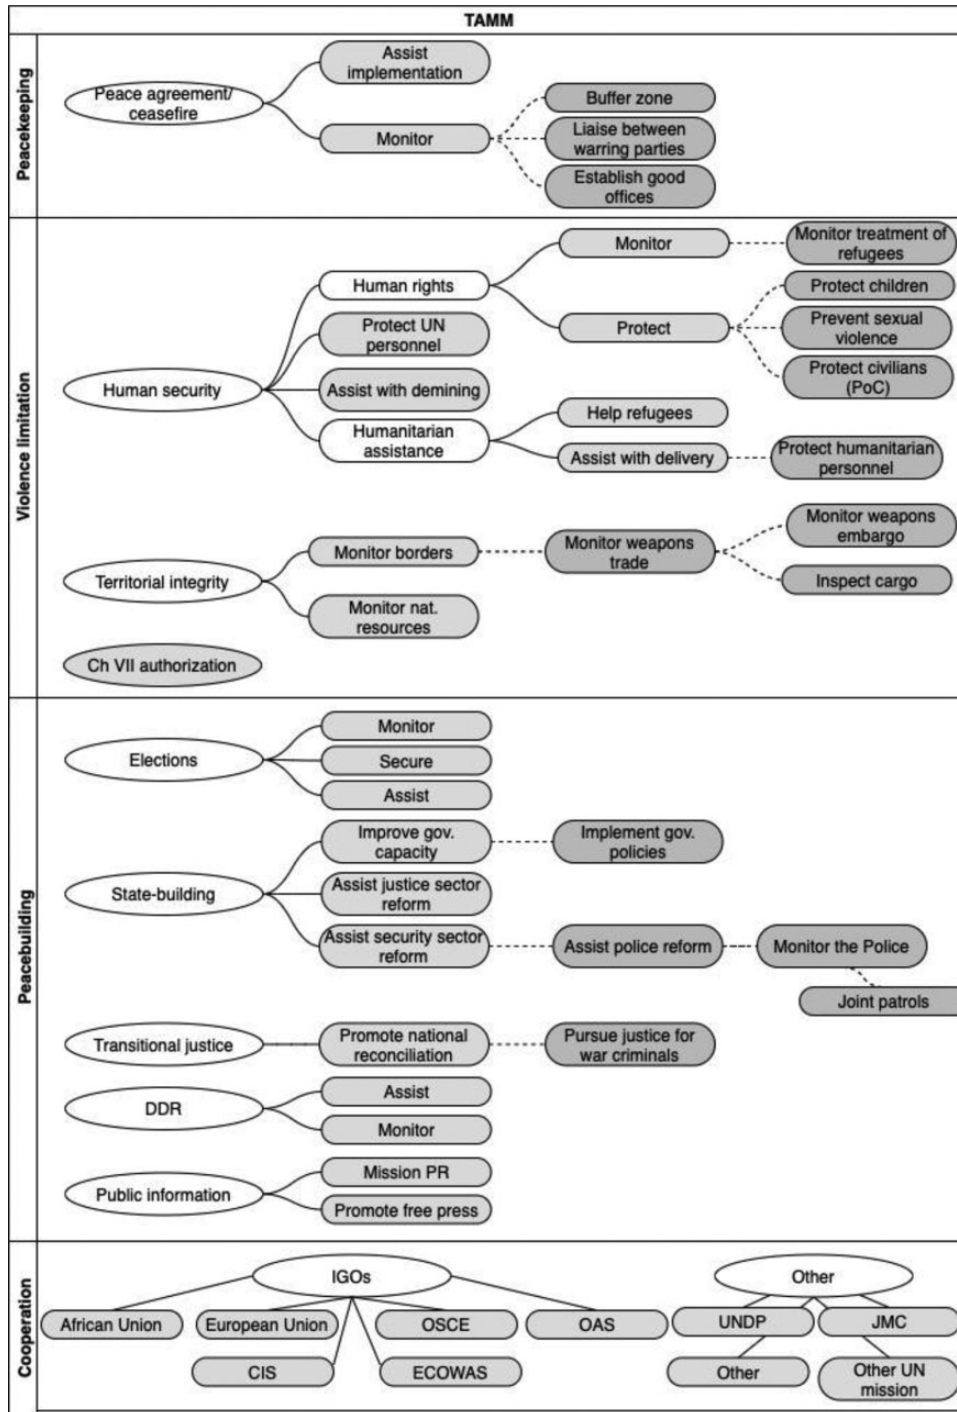 TAMM
Peacekeeping
Peace agreement/
ceasefire
Assist
implementation
Monitor
Buffer zone
Liaise between
warring parties
Establish good
offices
Violence limitation
Human security
Human rights
Protect UN
personnel
Assist with demining
Humanitarian
assistance
Monitor
Protect
Help refugees
Assist with delivery
Monitor treatment of
refugees
Protect children
Prevent sexual
violence
Protect civilians
(PoC)
Protect humanitarian
personnel
Territorial integrity
Monitor borders
Monitor nat.
resources
Monitor weapons
trade
Monitor weapons
embargo
Inspect cargo
Ch VII authorization
Peacebuilding
Elections
Monitor
Secure
Assist
State-building
Improve gov.
capacity
Implement gov.
policies
Assist justice sector
reform
Assist security sector
reform
Assist police reform
Monitor the Police
Joint patrols
Transitional justice
Promote national
reconciliation
Pursue justice for
war criminals
DDR
Assist
Monitor
Public information
Mission PR
Promote free press
Cooperation
IGOs
African Union
European Union
OSCE
OAS
CIS
ECOWAS
Other
UNDP
JMC
Other
Other UN
mission